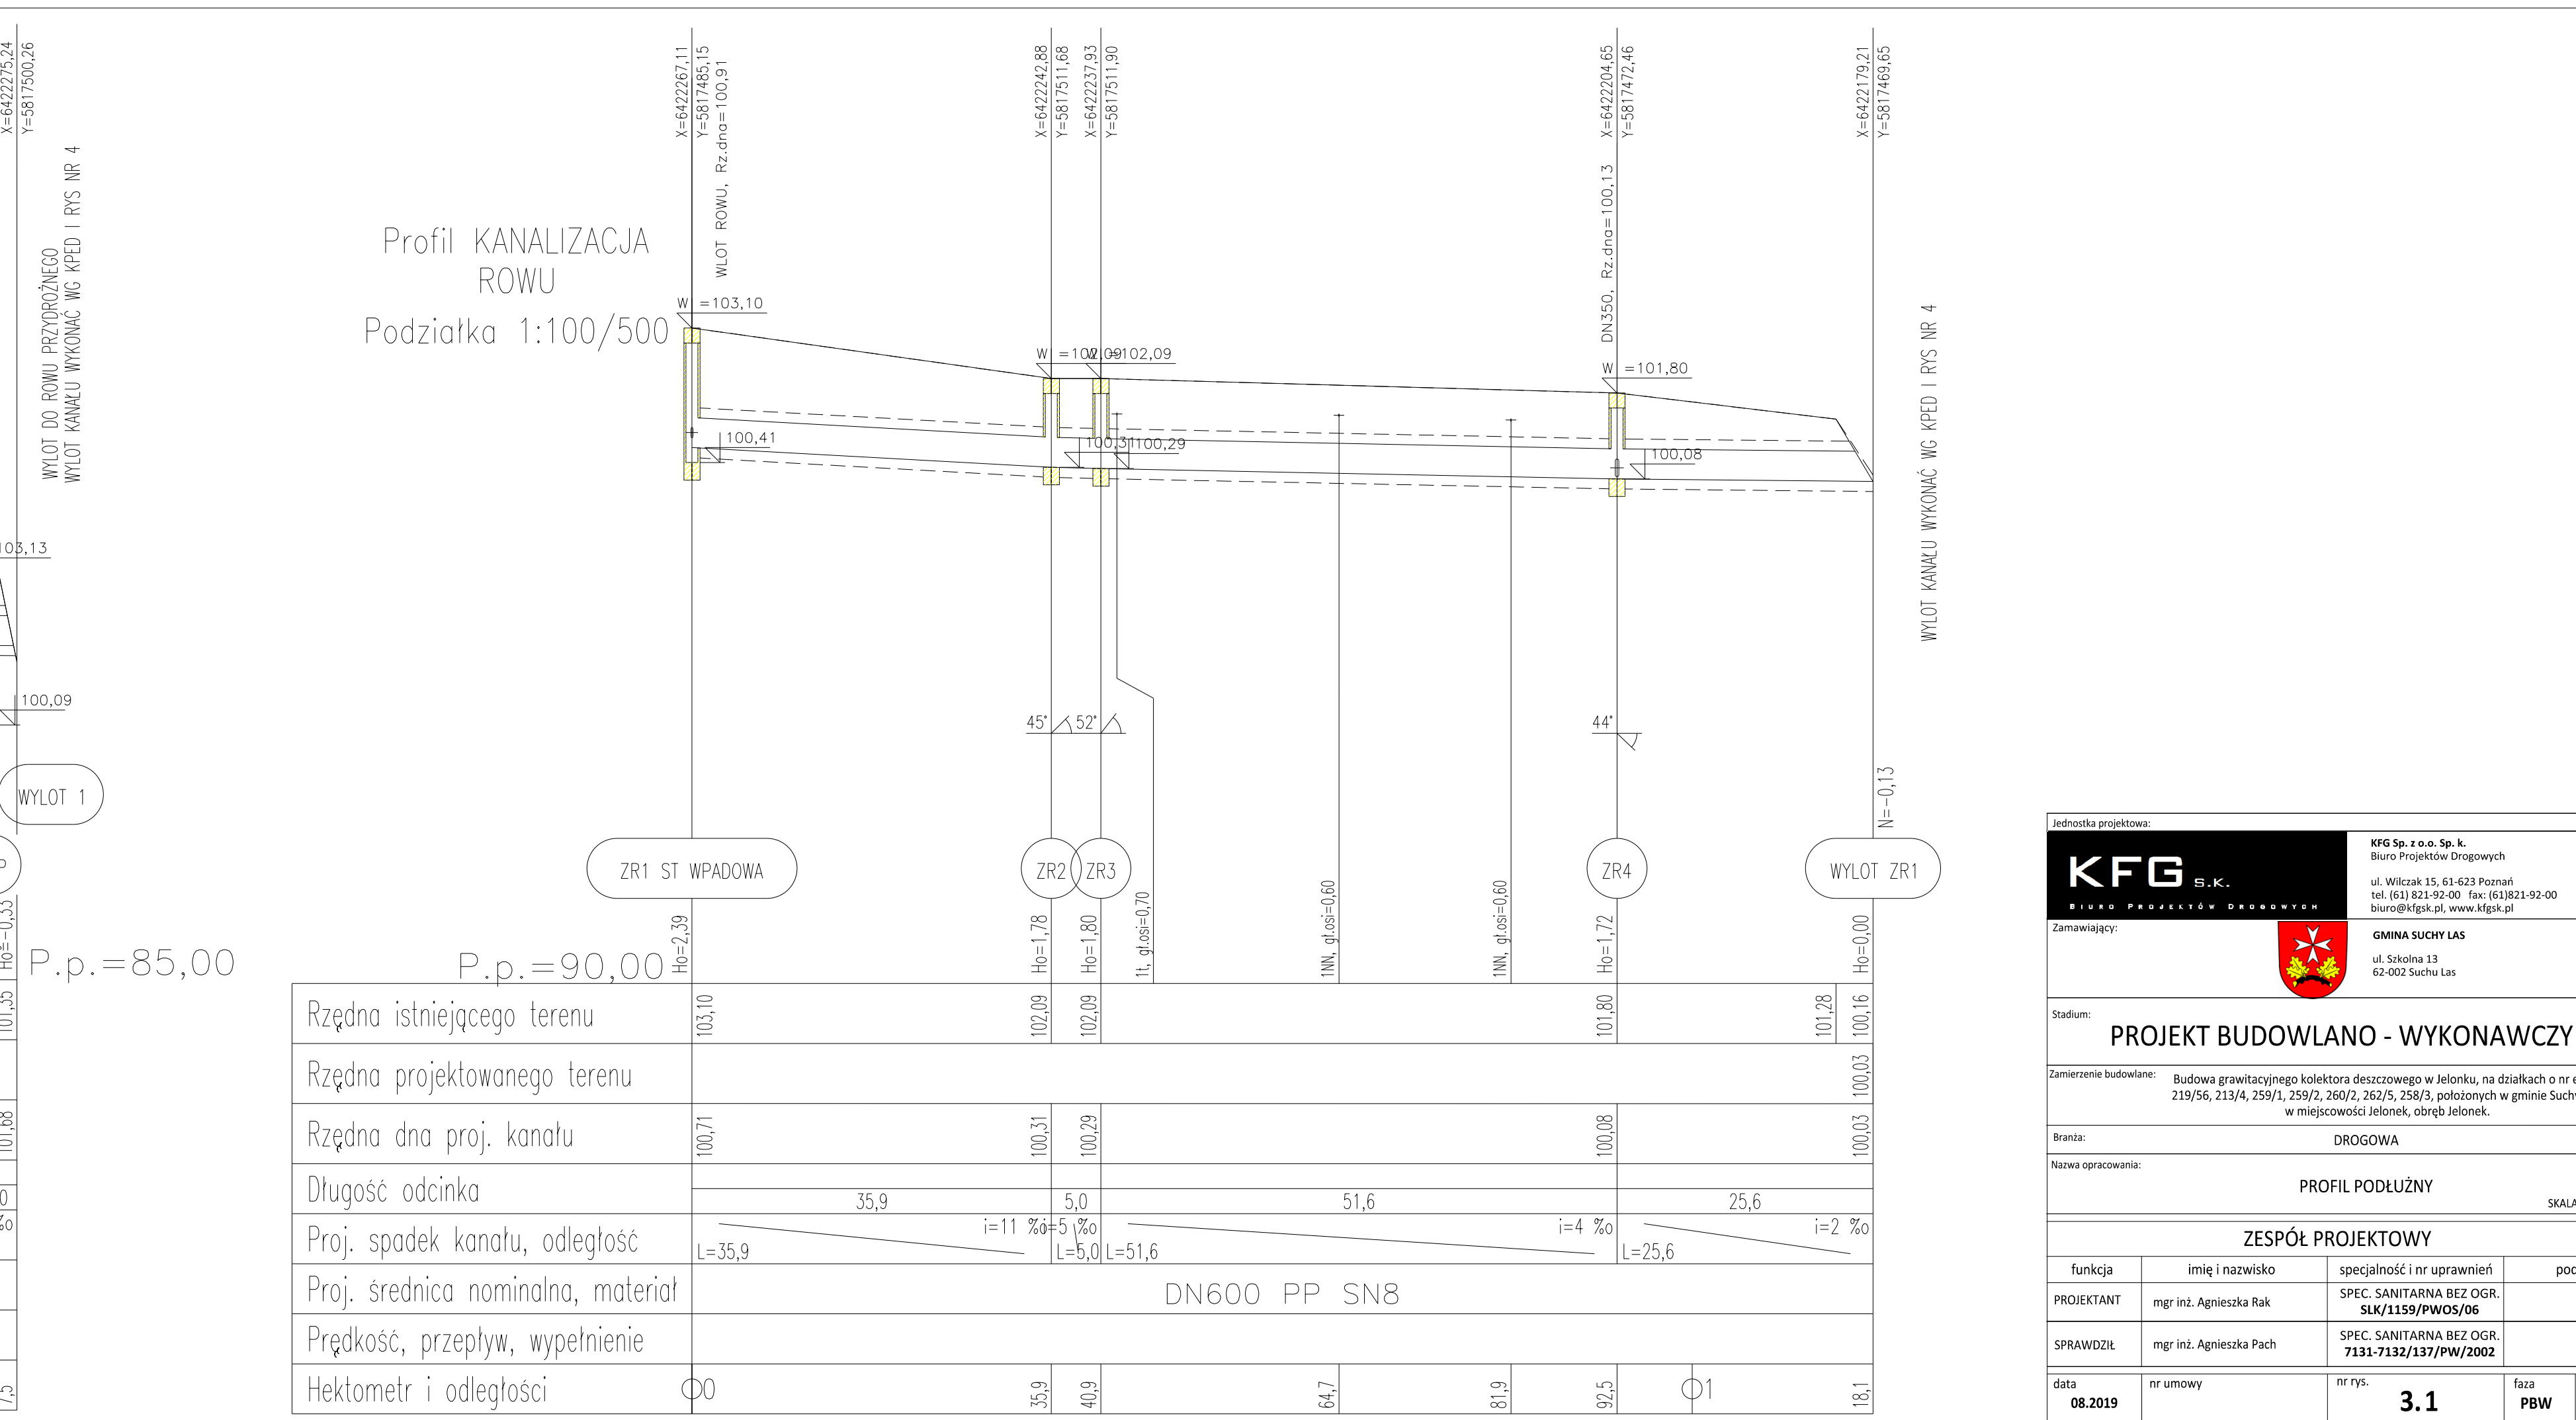 X=6422275,24
Y=5817500,26
WYLOT DO ROWU PRZYDROŻNEGO
WYLOT KANAŁU WYKONAĆ WG KPED I RYS NR 4
103,13
100,09
WYLOT 1
Ho=-0,33
P.p.=85,00
101,35
101,68
Profil KANALIZACJA
ROWU
Podziałka 1:100/500
X=6422267,11
Y=5817485,15
WLOT ROWU, Rz.dna=100,91
X=6422242,88
Y=5817511,68
X=6422237,93
Y=5817511,90
X=6422204,65
Y=5817472,46
DN350, Rz.dna=100,13
X=6422179,21
Y=5817469,65
WYLOT KANAŁU WYKONAĆ WG KPED I RYS NR 4
W =103,10
W =102,09
W =102,09
W =101,80
100,41
100,31
100,29
100,08
45° 52° 44°
N=-0,13
ZR1 ST WPADOWA
ZR2
ZR3
ZR4
WYLOT ZR1
P.p.=90,00
Ho=2,39
Ho=1,78
Ho=1,80
1t, gł.osi=0,70
1NN, gł.osi=0,60
1NN, gł.osi=0,60
Ho=1,72
Ho=0,00
Rzędna istniejącego terenu 103,10 102,09 102,09 101,80 101,28 100,16
Rzędna projektowanego terenu 100,03
Rzędna dna proj. kanału 100,71 100,31 100,29 100,08 100,03
Długość odcinka 35,9 5,0 51,6 25,6
Proj. spadek kanału, odległość i=11 ‰ i=5 ‰ i=4 ‰ i=2 ‰
L=35,9 L=5,0 L=51,6 L=25,6
Proj. średnica nominalna, materiał DN600 PP SN8
Prędkość, przepływ, wypełnienie
Hektometr i odległości 0 35,9 40,9 64,7 81,9 92,5 1 18,1
Jednostka projektowa:
KFG S.K.
BIURO PROJEKTÓW DROGOWYCH
KFG Sp. z o.o. Sp. k.
Biuro Projektów Drogowych
ul. Wilczak 15, 61-623 Poznań
tel. (61) 821-92-00 fax: (61)821-92-00
biuro@kfgsk.pl, www.kfgsk.pl
Zamawiający:
GMINA SUCHY LAS
ul. Szkolna 13
62-002 Suchu Las
Stadium:
PROJEKT BUDOWLANO - WYKONAWCZY
Zamierzenie budowlane:
Budowa grawitacyjnego kolektora deszczowego w Jelonku, na działkach o nr
219/56, 213/4, 259/1, 259/2, 260/2, 262/5, 258/3, położonych w gminie Suchy
w miejscowości Jelonek, obręb Jelonek.
Branża:
DROGOWA
Nazwa opracowania:
PROFIL PODŁUŻNY
SKALA
ZESPÓŁ PROJEKTOWY
funkcja imię i nazwisko specjalność i nr uprawnień
PROJEKTANT mgr inż. Agnieszka Rak SPEC. SANITARNA BEZ OGR.
SLK/1159/PWOS/06
SPRAWDZIŁ mgr inż. Agnieszka Pach SPEC. SANITARNA BEZ OGR.
7131-7132/137/PW/2002
data nr umowy nr rys. faza
08.2019 3.1 PBW